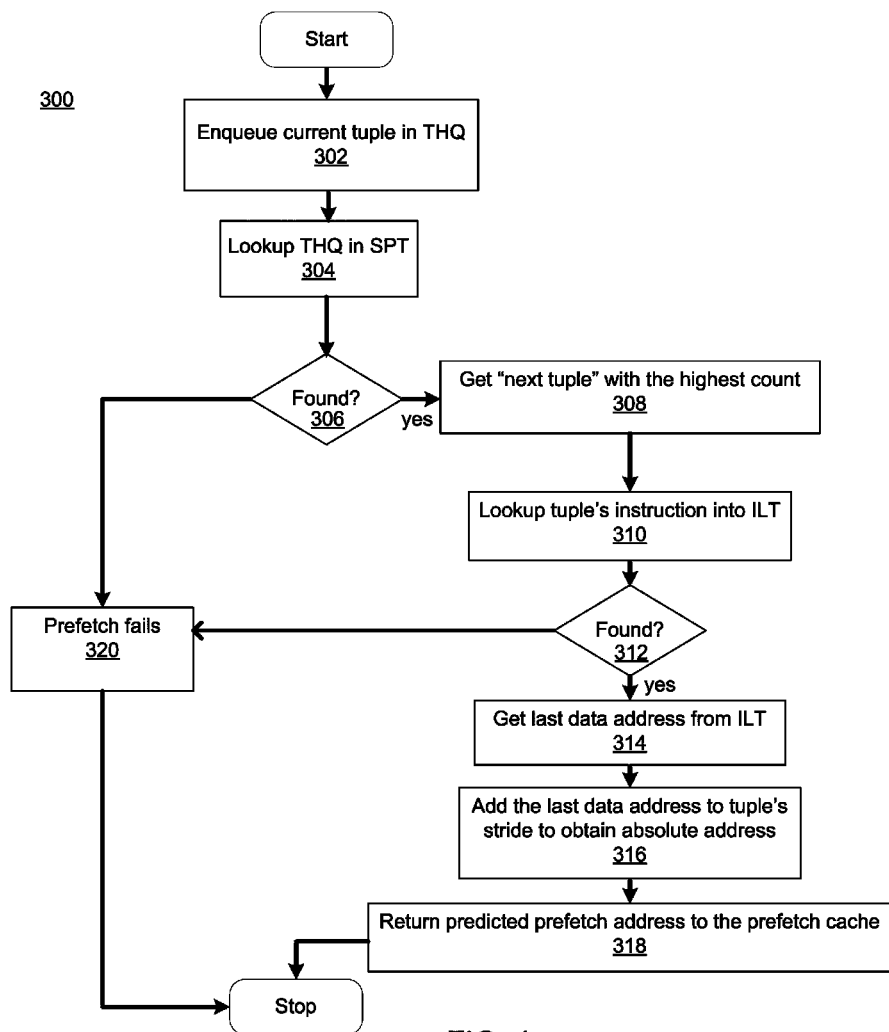 Start
300
Enqueue current tuple in THQ
302
Lookup THQ in SPT
304
Found?
306
yes
Get “next tuple” with the highest count
308
Lookup tuple’s instruction into ILT
310
Prefetch fails
320
Found?
312
yes
Get last data address from ILT
314
Add the last data address to tuple’s
stride to obtain absolute address
316
Return predicted prefetch address to the prefetch cache
318
Stop